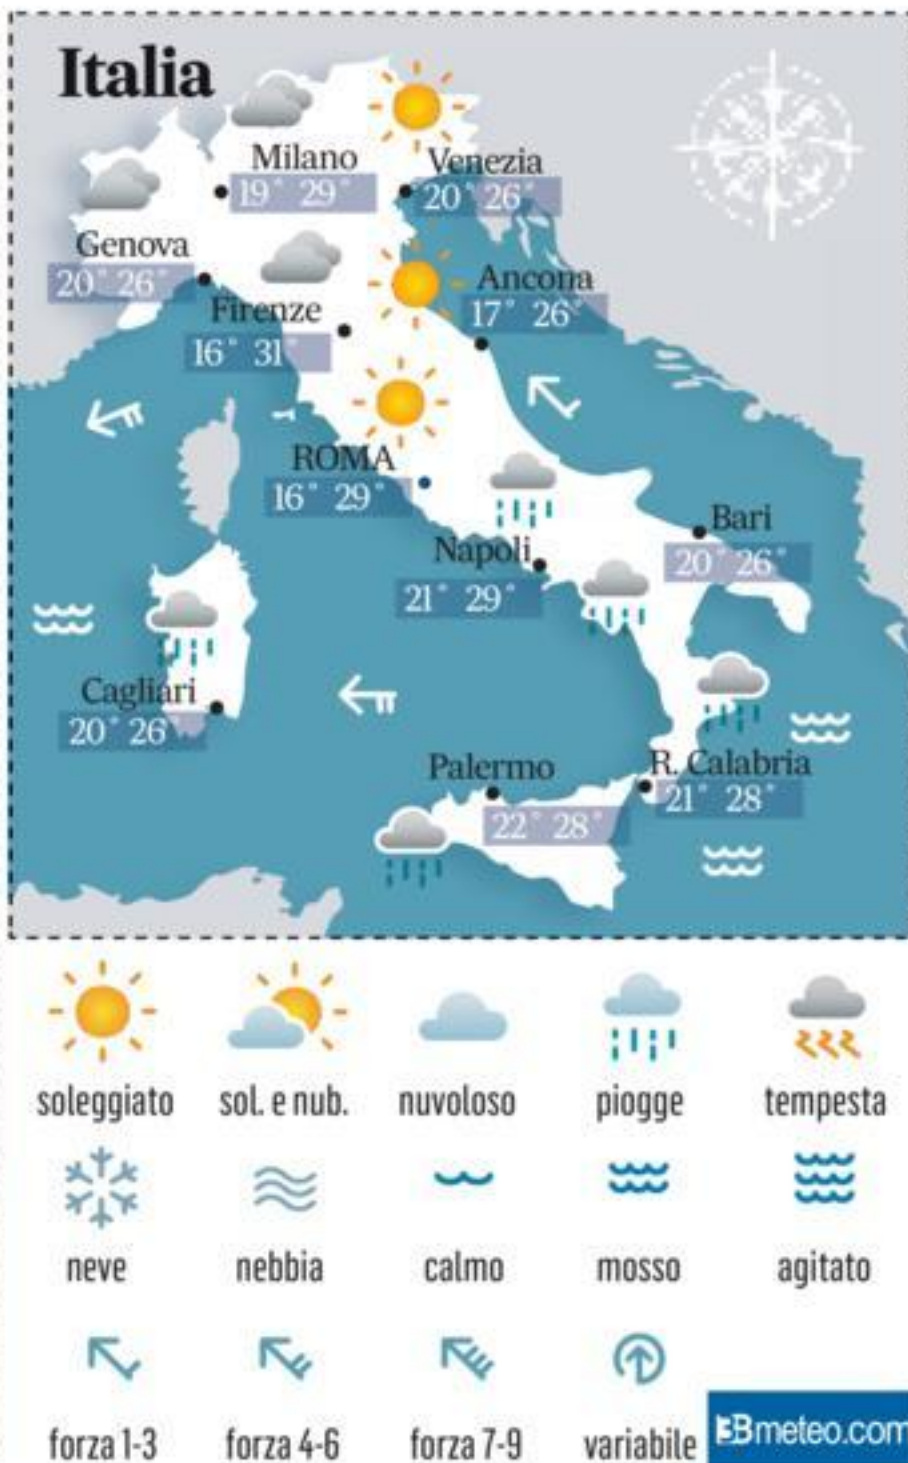 Italia
Milano
19° 29°
Venezia
20° 26°
Genova
20° 26°
Firenze
16° 31°
Ancona
17° 26°
ROMA
16° 29°
Napoli
21° 29°
Bari
20° 26°
Cagliari
20° 26°
Palermo
22° 28°
R. Calabria
21° 28°
soleggiato
sol. e nub.
nuvoloso
piogge
tempesta
neve
nebbia
calmo
mosso
agitato
forza 1-3
forza 4-6
forza 7-9
variabile
3Bmeteo.com